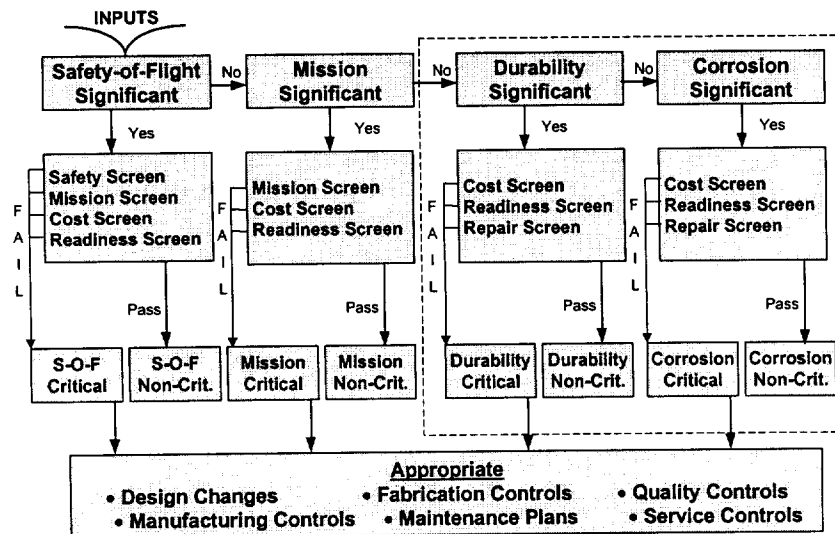 INPUTS
Safety-of-Flight
Significant
No
Mission
Significant
No
Durability
Significant
No
Corrosion
Significant
Yes
Yes
Yes
Yes
Safety Screen
Mission Screen
Cost Screen
Readiness Screen
F
A
I
L
Mission Screen
Cost Screen
Readiness Screen
F
A
I
L
Cost Screen
Readiness Screen
Repair Screen
F
A
I
L
Cost Screen
Readiness Screen
Repair Screen
F
A
I
L
Pass
Pass
Pass
Pass
S-O-F
Critical
S-O-F
Non-Crit.
Mission
Critical
Mission
Non-Crit.
Durability
Critical
Durability
Non-Crit.
Corrosion
Critical
Corrosion
Non-Crit.
Appropriate
• Design Changes
• Fabrication Controls
• Quality Controls
• Manufacturing Controls
• Maintenance Plans
• Service Controls